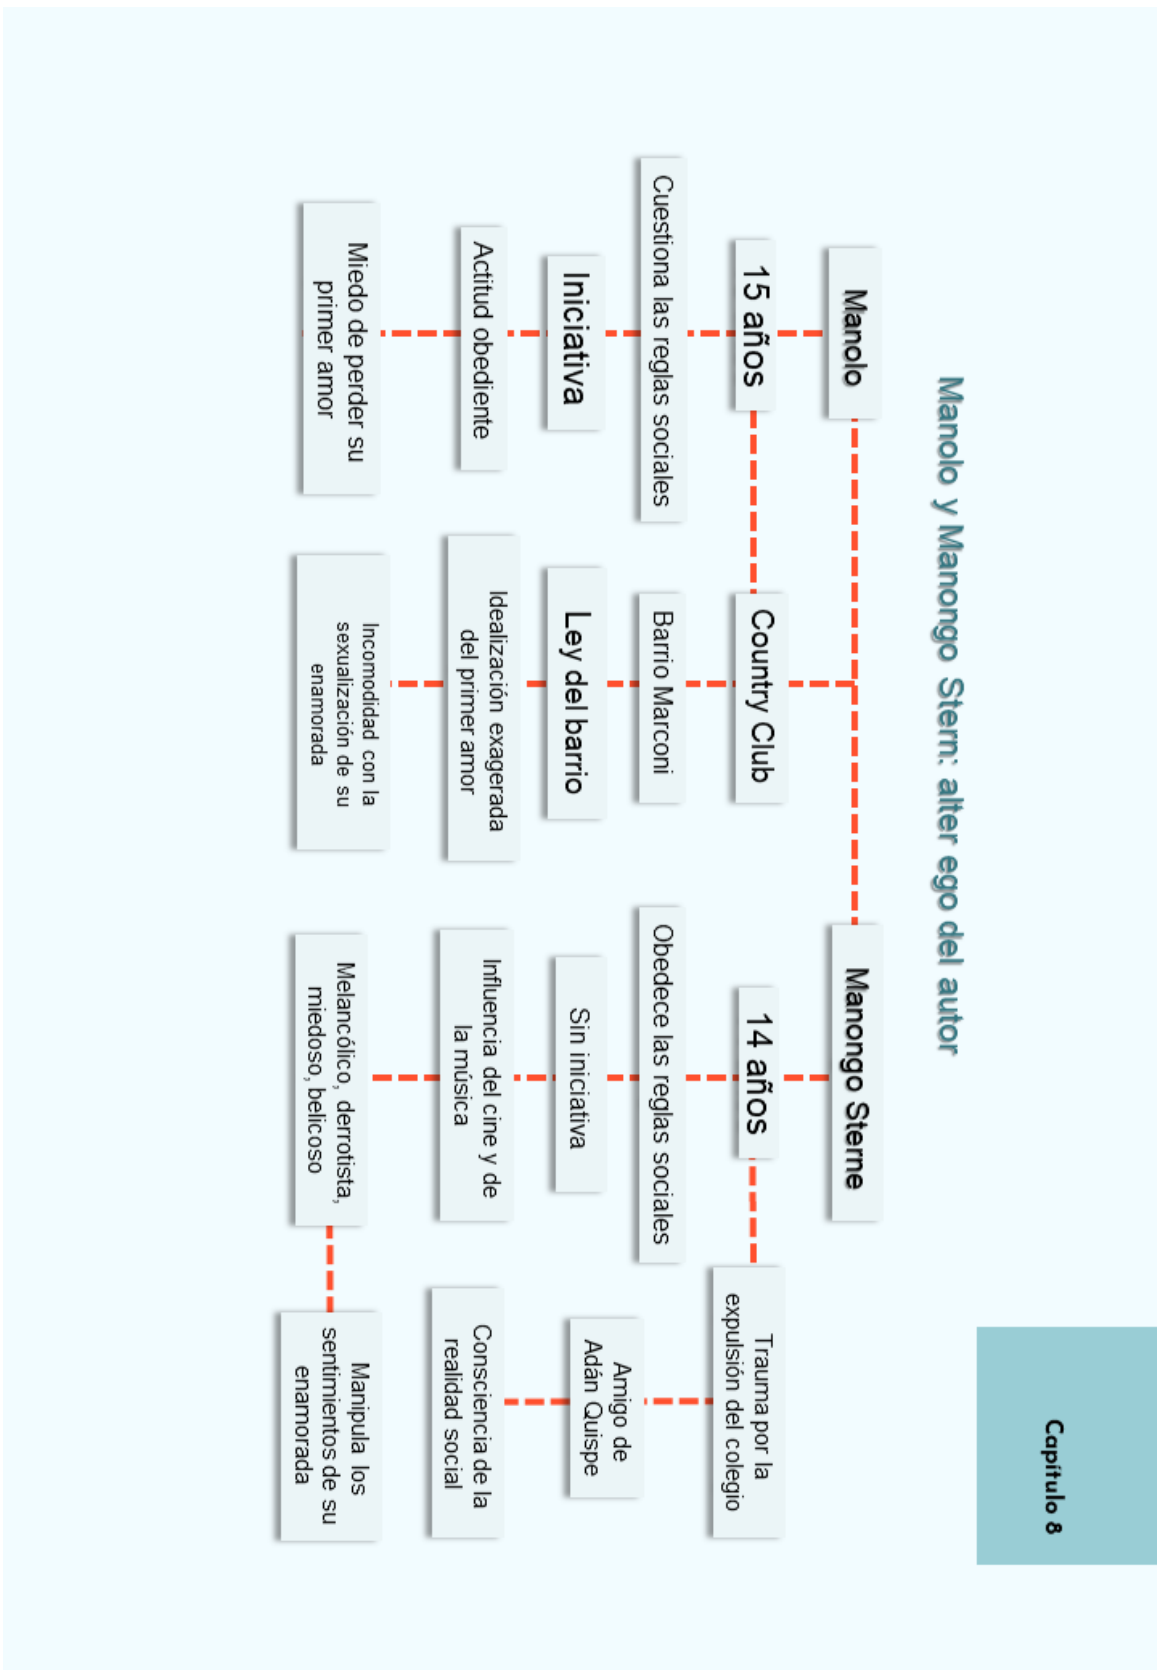 Capítulo 8
Manolo y Manongo Stern: alter ego del autor
Manolo
Manongo Sterne
15 años
Country Club
14 años
Trauma por la
expulsión del colegio
Cuestiona las reglas sociales
Barrio Marconi
Obedece las reglas sociales
Iniciativa
Ley del barrio
Sin iniciativa
Amigo de
Adán Quispe
Actitud obediente
Idealización exagerada
del primer amor
Influencia del cine y de
la música
Consciencia de la
realidad social
Miedo de perder su
primer amor
Incomodidad con la
sexualización de su
enamorada
Melancólico, derrotista,
miedoso, belicoso
Manipula los
sentimientos de su
enamorada